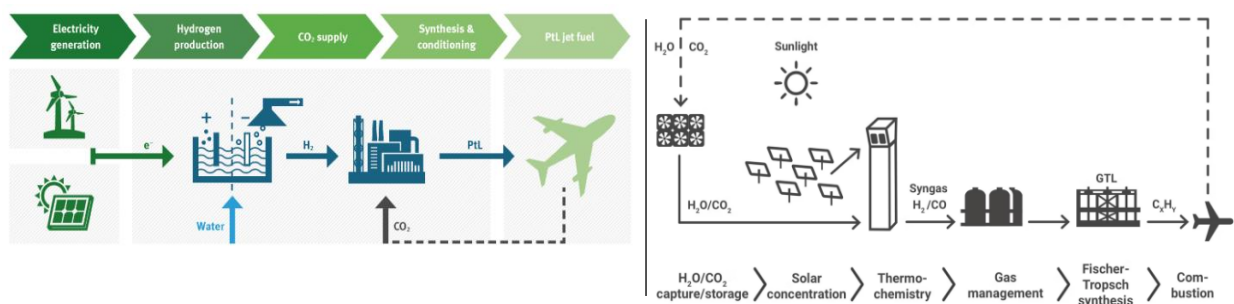 Electricity
generation
Hydrogen
production
CO₂ supply
Synthesis &
conditioning
PtL jet fuel
+
−
e⁻
H₂
PtL
Water
CO₂
H₂O CO₂
Sunlight
H₂O/CO₂
Syngas
H₂/CO
GTL
CₓHᵧ
H₂O/CO₂
capture/storage
Solar
concentration
Thermo-
chemistry
Gas
management
Fischer-
Tropsch
synthesis
Com-
bustion